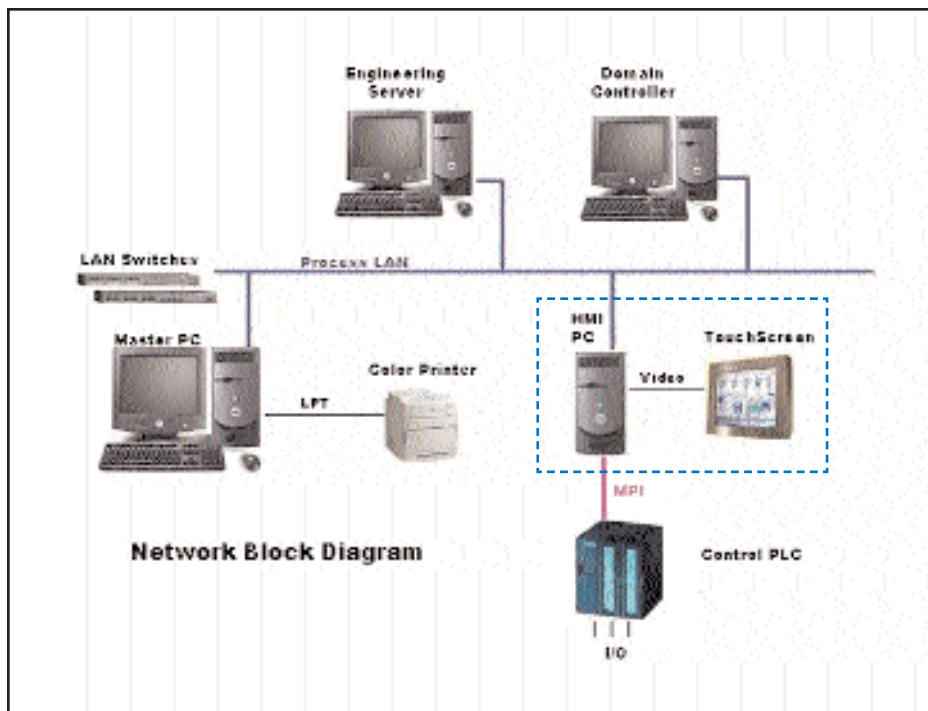 Engineering
Server
Domain
Controller
LAN Switches
Process LAN
Master PC
Color Printer
LPT
HMI
PC
TouchScreen
Video
MPI
Network Block Diagram
Control PLC
I/O